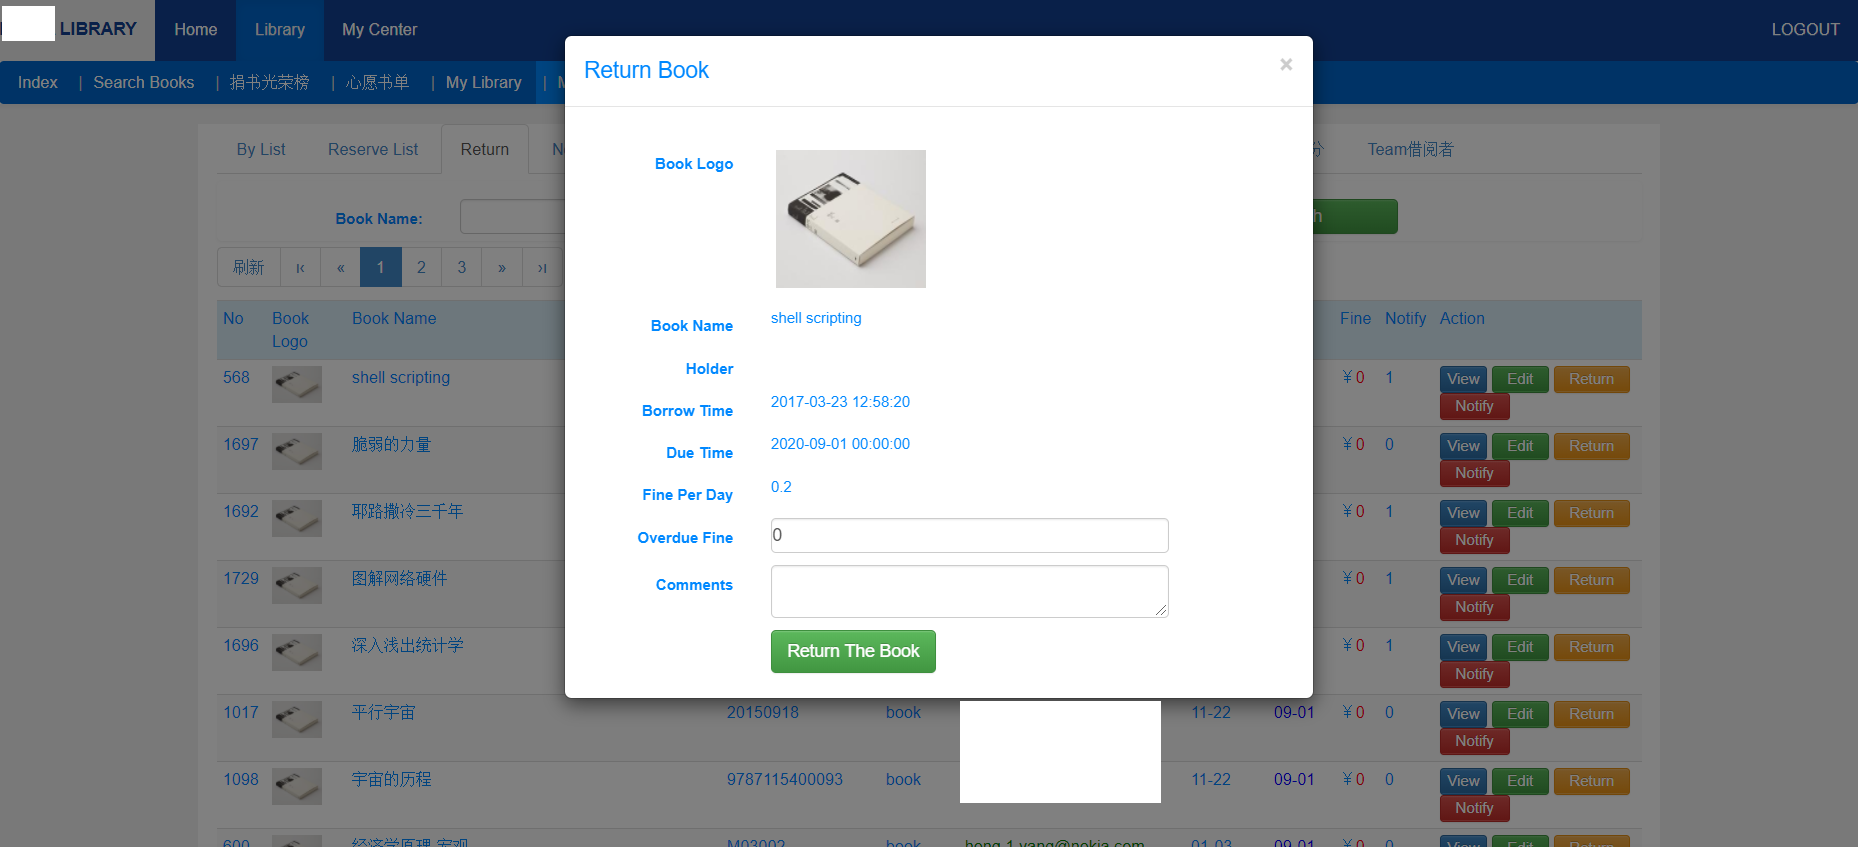 LIBRARY
Home
Library
My Center
LOGOUT
Index
| Search Books
| 捐书光荣榜
| 心愿书单
| My Library
|
Return Book
×
By List
Reserve List
Return
分
Team借阅者
Book Name:
刷新
«
1
2
3
»
No
Book Logo
Book Name
Fine
Notify
Action
568
shell scripting
¥ 0
1
View
Edit
Return
Notify
1697
脆弱的力量
¥ 0
0
View
Edit
Return
Notify
1692
耶路撒冷三千年
¥ 0
1
View
Edit
Return
Notify
1729
图解网络硬件
¥ 0
1
View
Edit
Return
Notify
1696
深入浅出统计学
¥ 0
1
View
Edit
Return
Notify
1017
平行宇宙
20150918
book
11-22
09-01
¥ 0
0
View
Edit
Return
Notify
1098
宇宙的历程
9787115400093
book
11-22
09-01
¥ 0
0
View
Edit
Return
Notify
600
经济学原理
宏观
M03002
book
hong.1.yang@nokia.com
01-03
09-01
¥ 0
0
View
Edit
Return
Book Logo
Book Name
shell scripting
Holder
Borrow Time
2017-03-23 12:58:20
Due Time
2020-09-01 00:00:00
Fine Per Day
0.2
Overdue Fine
0
Comments
Return The Book